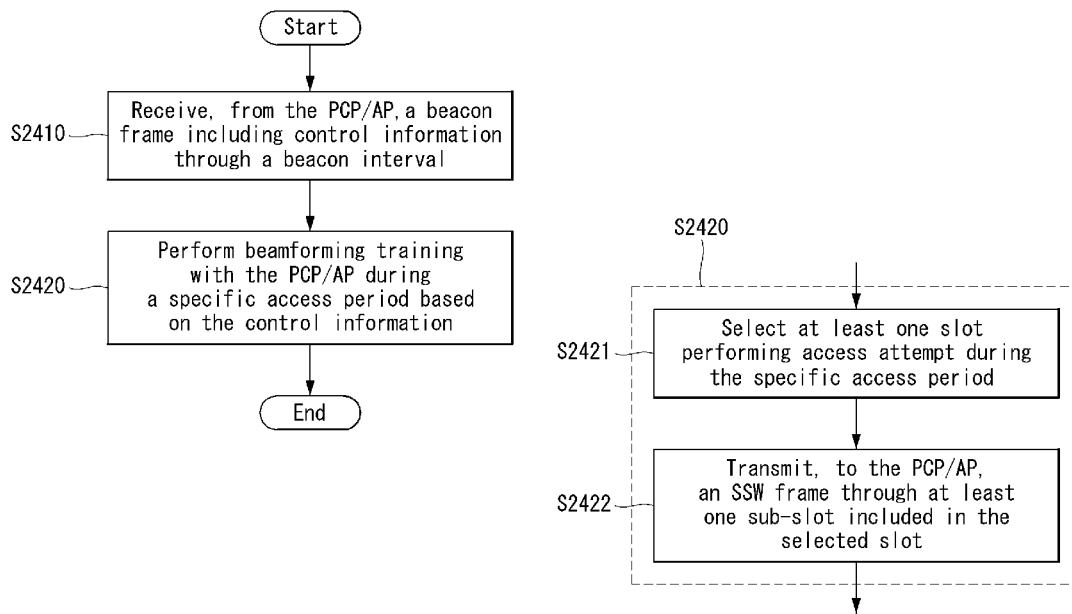 Start
S2410
Receive, from the PCP/AP, a beacon
frame including control information
through a beacon interval
S2420
Perform beamforming training
with the PCP/AP during
a specific access period based
on the control information
End
S2420
S2421
Select at least one slot
performing access attempt during
the specific access period
S2422
Transmit, to the PCP/AP,
an SSW frame through at least
one sub-slot included in the
selected slot